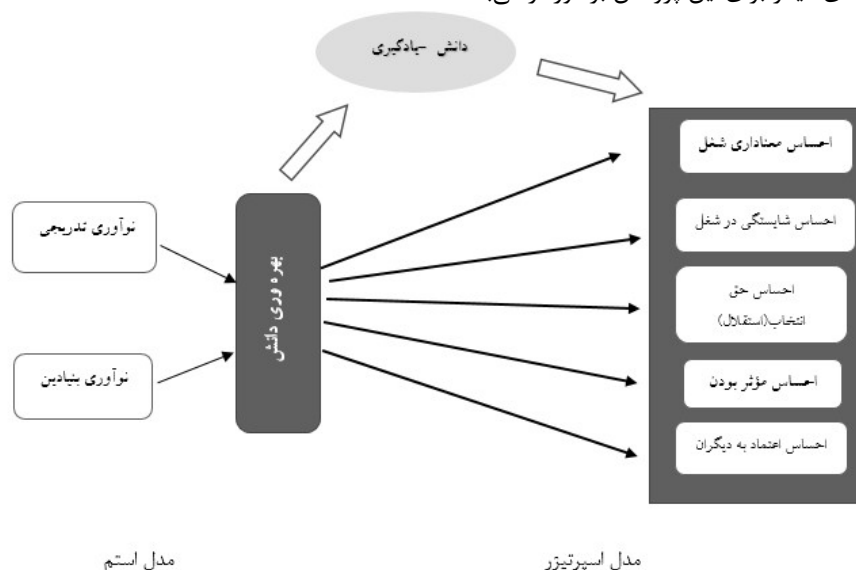 دانش -یادگیری
احساس معناداری شغل
نوآوری تدریجی
احساس شایستگی در شغل
بهره وری دانش
احساس حق
انتخاب(استقلال)
نوآوری بنیادین
احساس مؤثر بودن
احساس اعتماد به دیگران
مدل اسپرتیزر
مدل استم